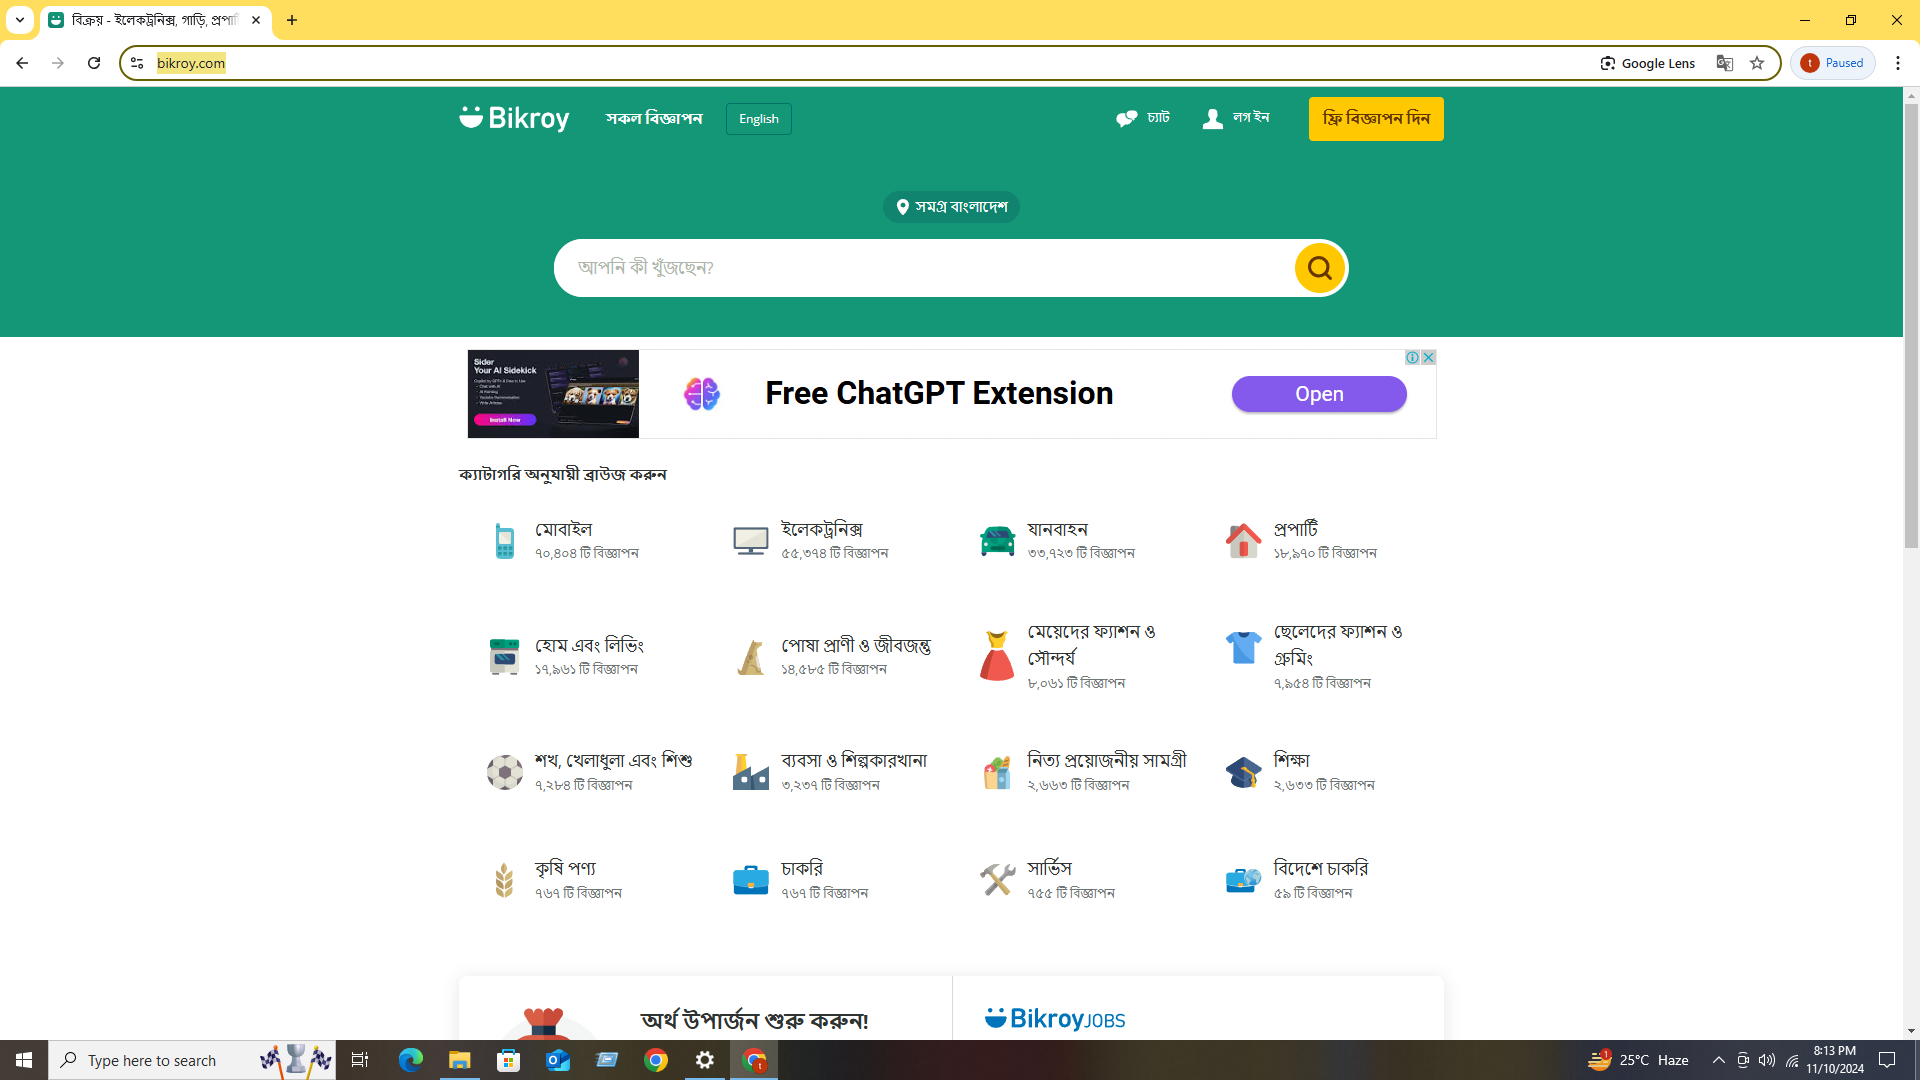 বিক্রয় - ইলেকট্রনিক্স, গাড়ি, প্রপা
bikroy.com
Google Lens
t Paused
Bikroy
সকল বিজ্ঞাপন
English
চ্যাট
লগ ইন
ফ্রি বিজ্ঞাপন দিন
সমগ্র বাংলাদেশ
আপনি কী খুঁজছেন?
Sider
Your AI Sidekick
Install Now
Free ChatGPT Extension
Open
ক্যাটাগরি অনুযায়ী ব্রাউজ করুন
মোবাইল
৭০,৪০৪ টি বিজ্ঞাপন
ইলেকট্রনিক্স
৫৫,৩৭৪ টি বিজ্ঞাপন
যানবাহন
৩৩,৭২৩ টি বিজ্ঞাপন
প্রপার্টি
১৮,৯৭০ টি বিজ্ঞাপন
হোম এবং লিভিং
১৭,৯৬১ টি বিজ্ঞাপন
পোষা প্রাণী ও জীবজন্তু
১৪,৫৮৫ টি বিজ্ঞাপন
মেয়েদের ফ্যাশন ও
সৌন্দর্য
৮,০৬১ টি বিজ্ঞাপন
ছেলেদের ফ্যাশন ও
গ্রুমিং
৭,৯৫৪ টি বিজ্ঞাপন
শখ, খেলাধুলা এবং শিশু
৭,২৮৪ টি বিজ্ঞাপন
ব্যবসা ও শিল্পকারখানা
৩,২৩৭ টি বিজ্ঞাপন
নিত্য প্রয়োজনীয় সামগ্রী
২,৬৬৩ টি বিজ্ঞাপন
শিক্ষা
২,৬৩৩ টি বিজ্ঞাপন
কৃষি পণ্য
৭৬৭ টি বিজ্ঞাপন
চাকরি
৭৬৭ টি বিজ্ঞাপন
সার্ভিস
৭৫৫ টি বিজ্ঞাপন
বিদেশে চাকরি
৫৯ টি বিজ্ঞাপন
অর্থ উপার্জন শুরু করুন!
BikroyJOBS
Type here to search
1
25°C Haze
8:13 PM
11/10/2024